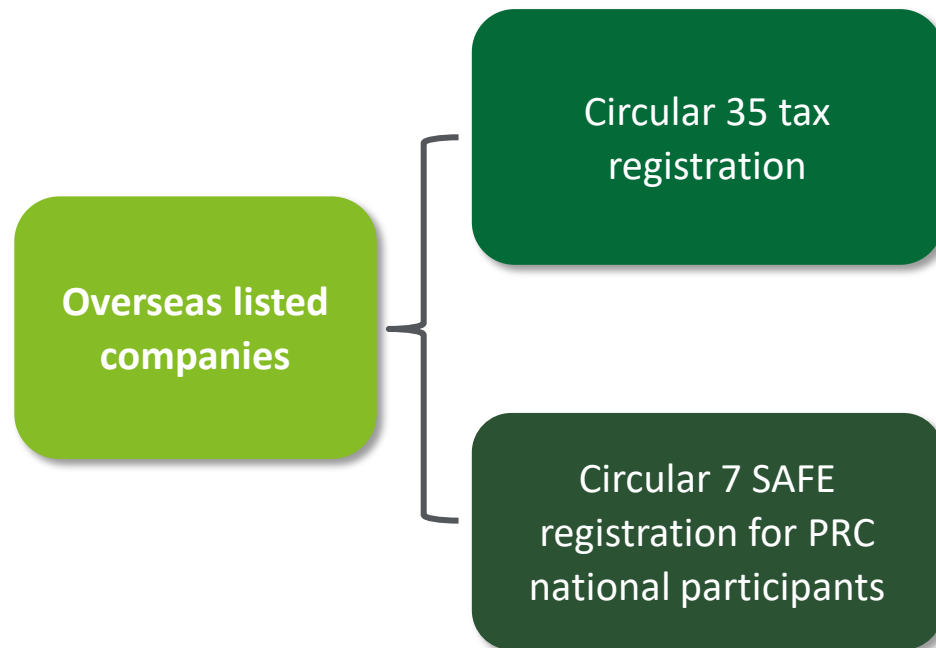 Circular 35 tax
registration
Overseas listed
companies
Circular 7 SAFE
registration for PRC
national participants